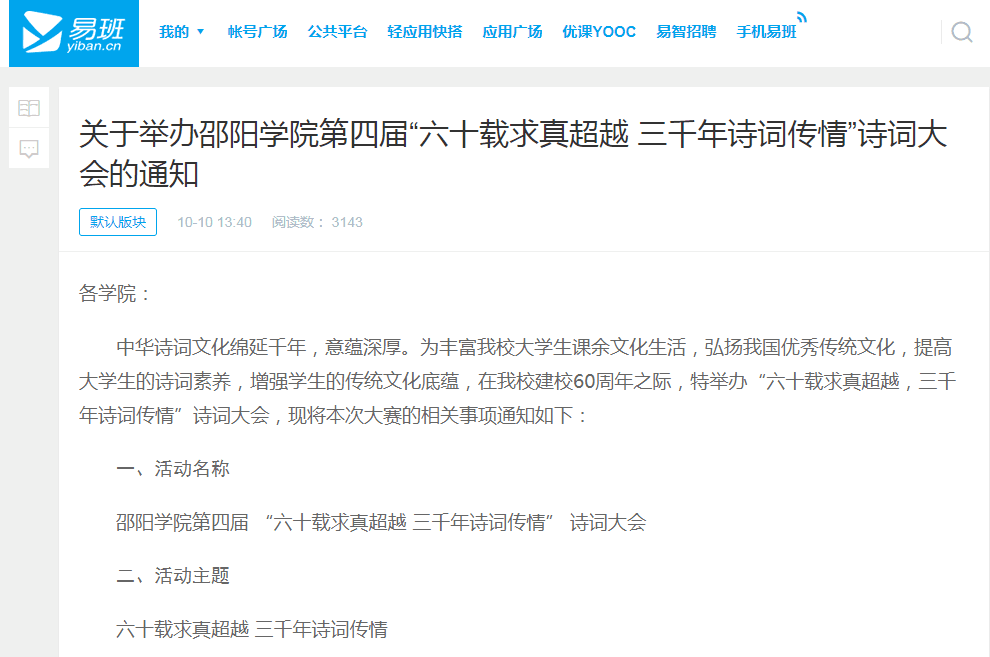 易班
yiban.cn
我的 帐号广场 公共平台 轻应用快搭 应用广场 优课YOOC 易智招聘 手机易班
关于举办邵阳学院第四届“六十载求真超越 三千年诗词传情”诗词大
会的通知
默认版块 10-10 13:40 阅读数： 3143
各学院：
中华诗词文化绵延千年，意蕴深厚。为丰富我校大学生课余文化生活，弘扬我国优秀传统文化，提高
大学生的诗词素养，增强学生的传统文化底蕴，在我校建校60周年之际，特举办“六十载求真超越，三千
年诗词传情”诗词大会，现将本次大赛的相关事项通知如下：
一、活动名称
邵阳学院第四届 “六十载求真超越 三千年诗词传情” 诗词大会
二、活动主题
六十载求真超越 三千年诗词传情